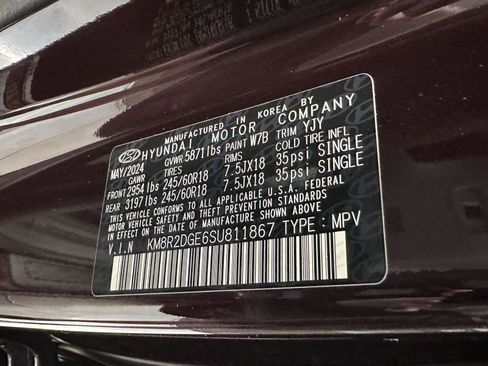 MANUFACTURED IN KOREA BY
HYUNDAI MOTOR COMPANY
MAY/2024 GVWR 5871lbs PAINT W7B TRIM YJY
GAWR TIRES RIMS COLD TIRE INFL
FRONT 2954lbs 245/60R18 7.5JX18 35psi SINGLE
REAR 3197lbs 245/60R18 7.5JX18 35psi SINGLE
THIS VEHICLE CONFORMS TO ALL APPLICABLE U.S.A. FEDERAL
MOTOR VEHICLE SAFETY AND THEFT PREVENTION STANDARDS IN EFFECT ON THE
DATE OF MANUFACTURE SHOWN ABOVE
V.I.N KM8R2DGE6SU811867 TYPE : MPV